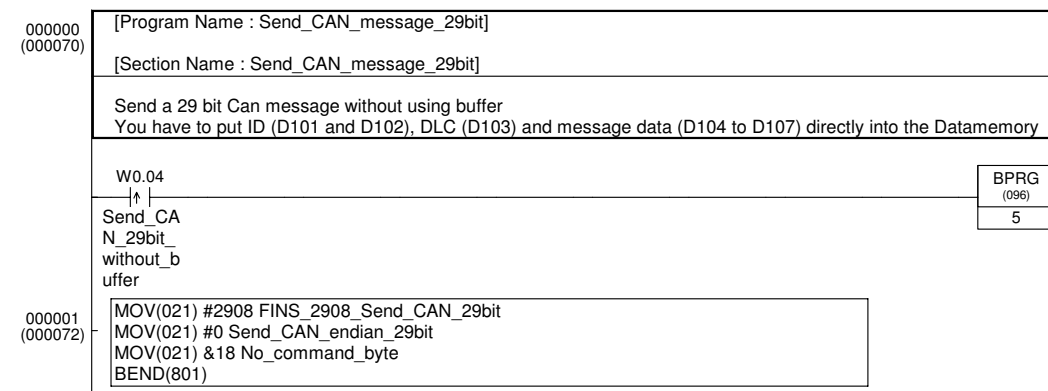 000000
(000070)
[Program Name : Send_CAN_message_29bit]
[Section Name : Send_CAN_message_29bit]
Send a 29 bit Can message without using buffer
You have to put ID (D101 and D102), DLC (D103) and message data (D104 to D107) directly into the Datamemory
W0.04
Send_CA
N_29bit_
without_b
uffer
BPRG
(096)
5
000001
(000072)
MOV(021) #2908 FINS_2908_Send_CAN_29bit
MOV(021) #0 Send_CAN_endian_29bit
MOV(021) &18 No_command_byte
BEND(801)